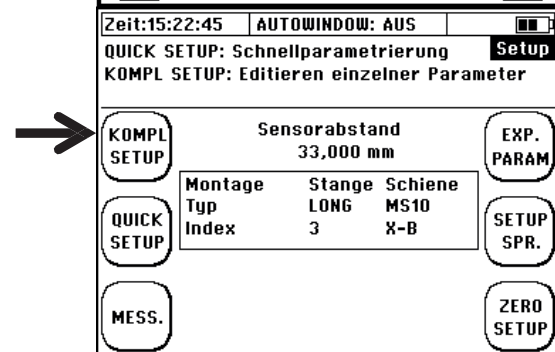 Zeit:15:22:45 AUTOWINDOW: AUS
QUICK SETUP: Schnellparametrierung Setup
KOMPL SETUP: Editieren einzelner Parameter
KOMPL SETUP
Sensorabstand
33,000 mm
EXP. PARAM
Montage Stange Schiene
Typ LONG MS10
Index 3 X-B
QUICK SETUP
SETUP SPR.
MESS.
ZERO SETUP